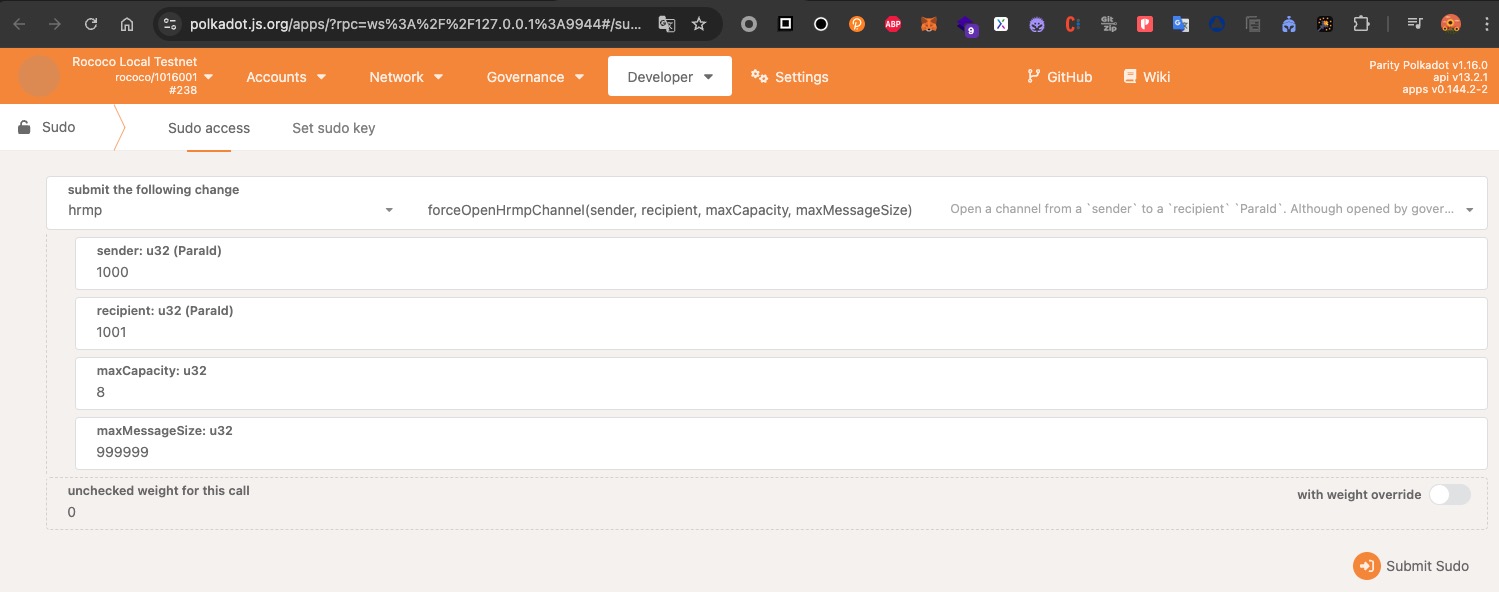 polkadot.js.org/apps/?rpc=ws%3A%2F%2F127.0.0.1%3A9944#/su...
ABP
9
Git
Zip
Rococo Local Testnet
rococo/1016001
#238
Accounts
Network
Governance
Developer
Settings
GitHub
Wiki
Parity Polkadot v1.16.0
api v13.2.1
apps v0.144.2-2
Sudo
Sudo access
Set sudo key
submit the following change
hrmp
forceOpenHrmpChannel(sender, recipient, maxCapacity, maxMessageSize)
Open a channel from a `sender` to a `recipient` `ParaId`. Although opened by gover...
sender: u32 (ParaId)
1000
recipient: u32 (ParaId)
1001
maxCapacity: u32
8
maxMessageSize: u32
999999
unchecked weight for this call
0
with weight override
Submit Sudo